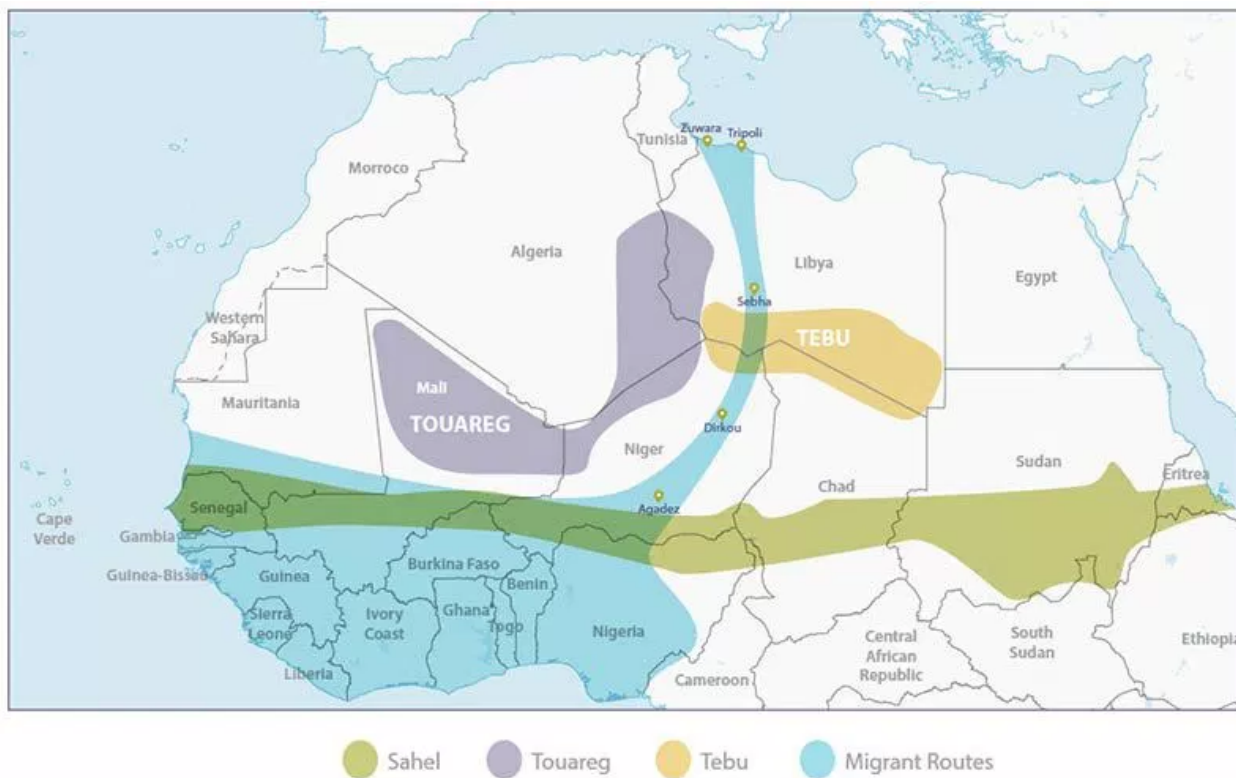 Zuwara
Tripoli
Tunisia
Morroco
Algeria
Libya
Egypt
Sebha
Western
Sahara
TEBU
Mali
Mauritania
TOUAREG
Dirkou
Niger
Sudan
Eritrea
Chad
Agadez
Senegal
Cape
Verde
Gambia
Guinea-Bissau
Guinea
Burkina Faso
Benin
Sierra
Leone
Ivory
Coast
Ghana
Togo
Nigeria
Liberia
Cameroon
Central
African
Republic
South
Sudan
Ethiopia
Sahel
Touareg
Tebu
Migrant Routes